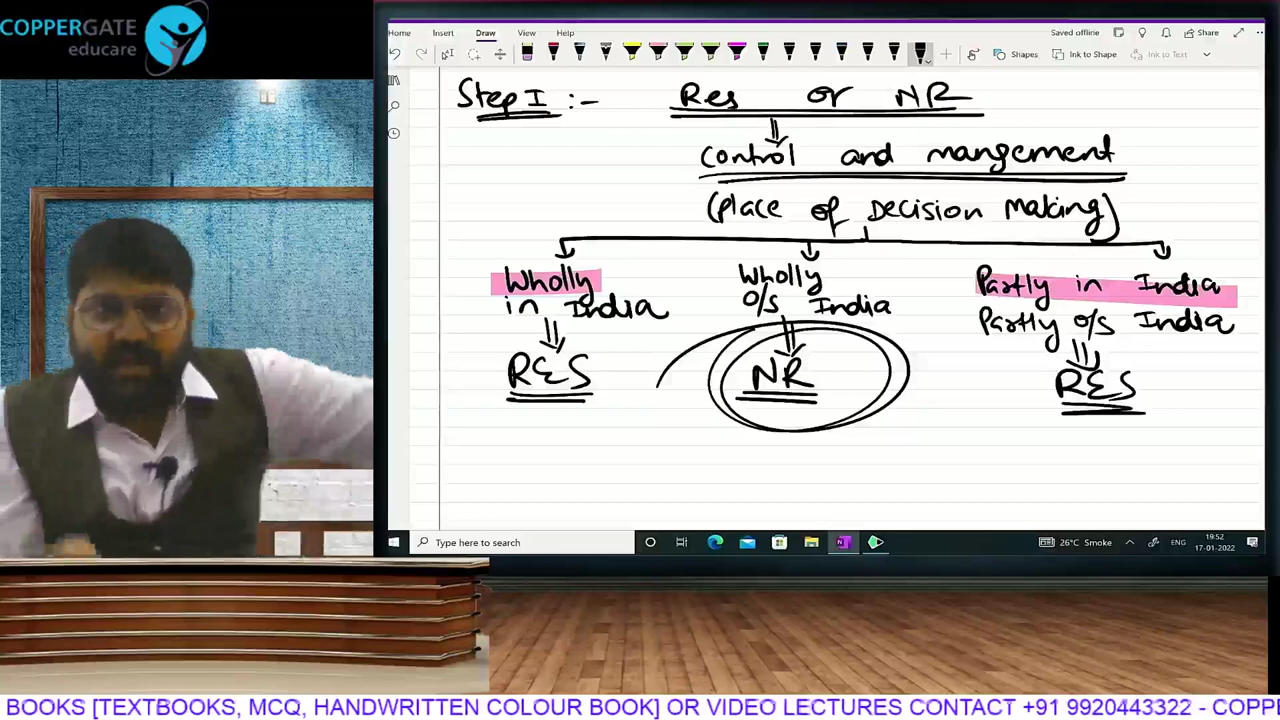 COPPERGATE
educare
Home Insert Draw View Help
Saved offline
Share
Shapes
Ink to Shape
Ink to Text
Step I :- Res or NR
control and mangement
(Place of Decision Making)
Wholly
in India
RES
Wholly
o/s India
NR
Partly in India
Partly o/s India
RES
Type here to search
26°C Smoke
ENG
19:52
17-01-2022
BOOKS [TEXTBOOKS, MCQ, HANDWRITTEN COLOUR BOOK] OR VIDEO LECTURES CONTACT +91 9920443322 - COPPE